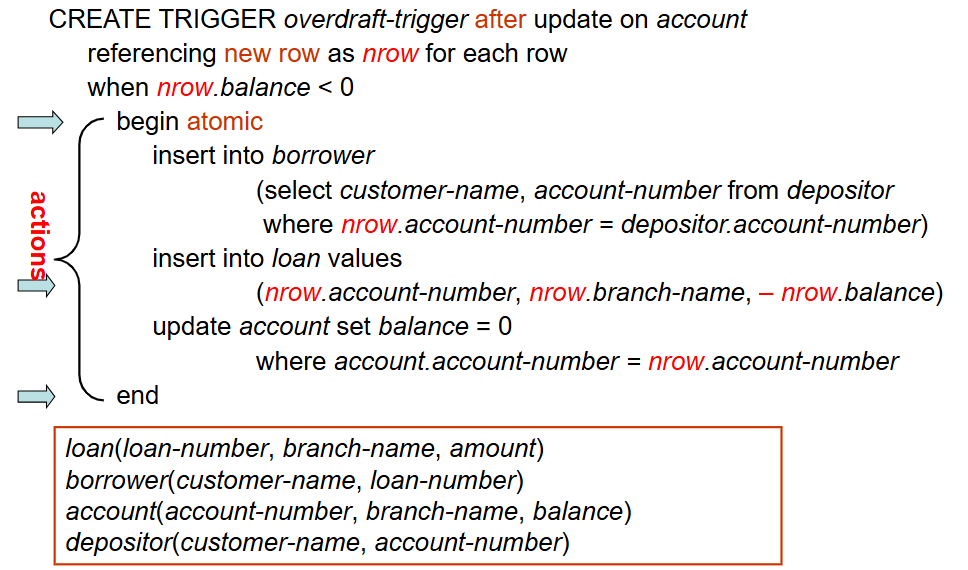 CREATE TRIGGER overdraft-trigger after update on account
referencing new row as nrow for each row
when nrow.balance < 0
begin atomic
insert into borrower
(select customer-name, account-number from depositor
where nrow.account-number = depositor.account-number)
insert into loan values
(nrow.account-number, nrow.branch-name, – nrow.balance)
update account set balance = 0
where account.account-number = nrow.account-number
end
actions
loan(loan-number, branch-name, amount)
borrower(customer-name, loan-number)
account(account-number, branch-name, balance)
depositor(customer-name, account-number)